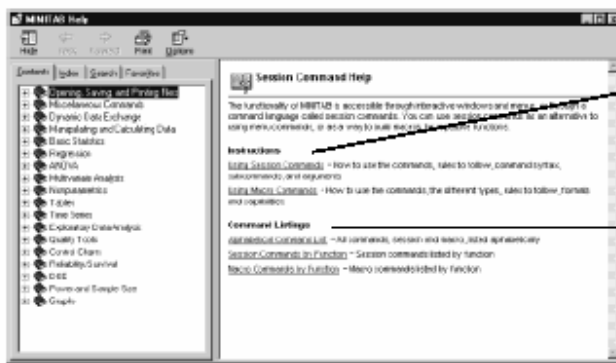 MINITAB Help
Hide Back Forward Print Options
Contents Index Search Favorites
Opening, Saving, and Printing Files
Miscellaneous Commands
Dynamic Data Exchange
Manipulating and Calculating Data
Basic Statistics
Regression
ANOVA
Multivariate Analysis
Nonparametrics
Tables
Time Series
Exploratory Data Analysis
Quality Tools
Control Charts
Reliability/Survival
DOE
Power and Sample Size
Graphs
Session Command Help
The functionality of MINITAB is accessible through interactive windows and menus, or through a
command language called session commands. You can use session commands as an alternative to
using menu commands, or as a way to build macros for repetitive functions.
Instructions
Using Session Commands - How to use the commands, rules to follow, command syntax,
subcommands, and arguments
Using Macro Commands - How to use the commands, the different types, rules to follow, formats
and capabilities
Command Listings
Alphabetical Command List - All commands, session and macro, listed alphabetically
Session Commands by Function - Session commands listed by function
Macro Commands by Function - Macro commands listed by function